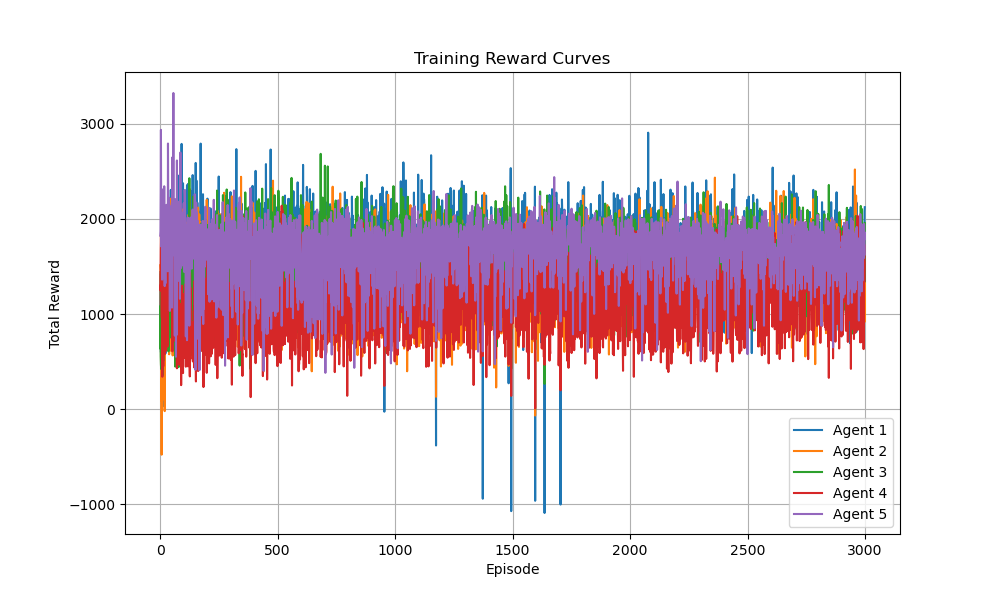 Training Reward Curves
Total Reward
3000
2000
1000
0
−1000
0 500 1000 1500 2000 2500 3000
Episode
Agent 1
Agent 2
Agent 3
Agent 4
Agent 5